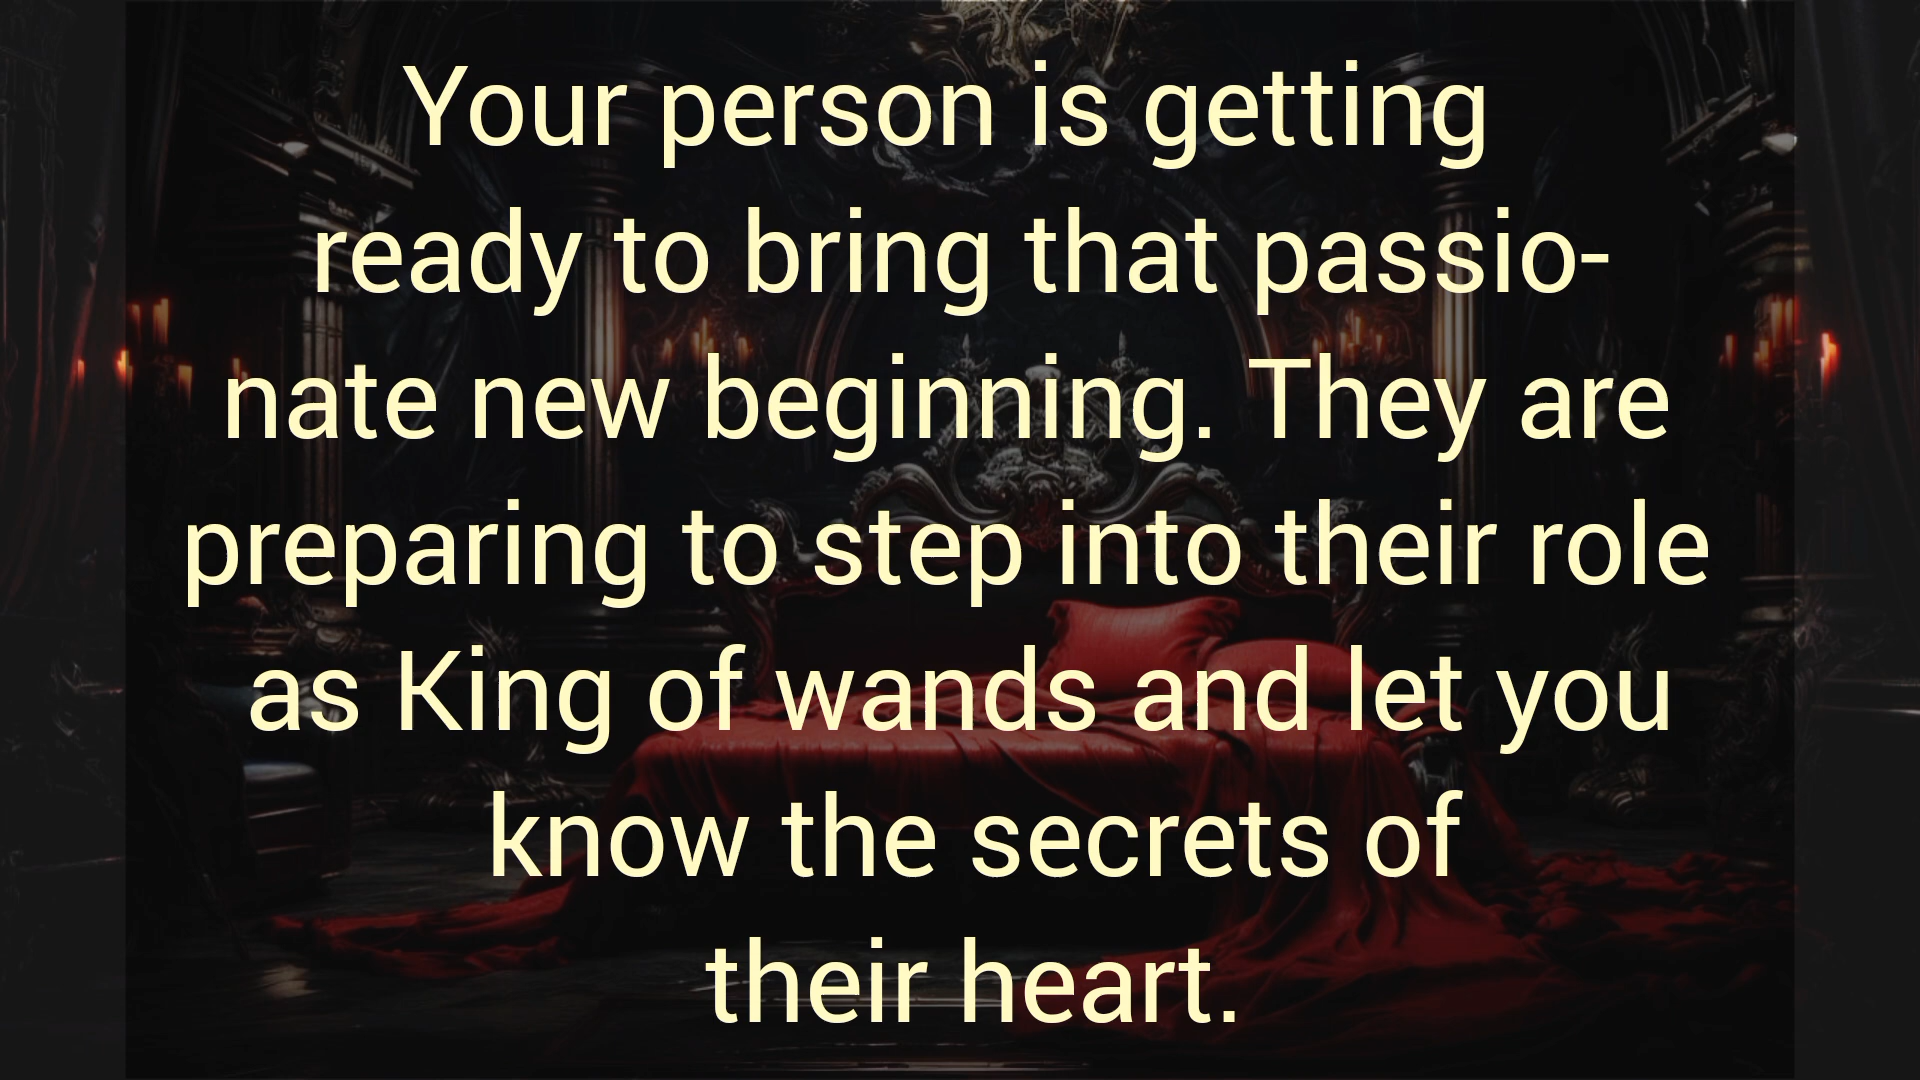 Your person is getting
ready to bring that passio-
nate new beginning. They are
preparing to step into their role
as King of wands and let you
know the secrets of
their heart.